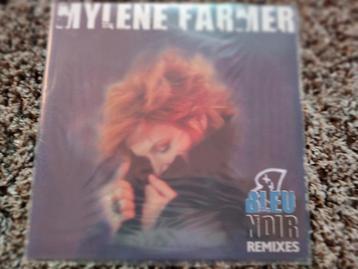 MYLENE FARMER
BLEU
NOIR
REMIXES